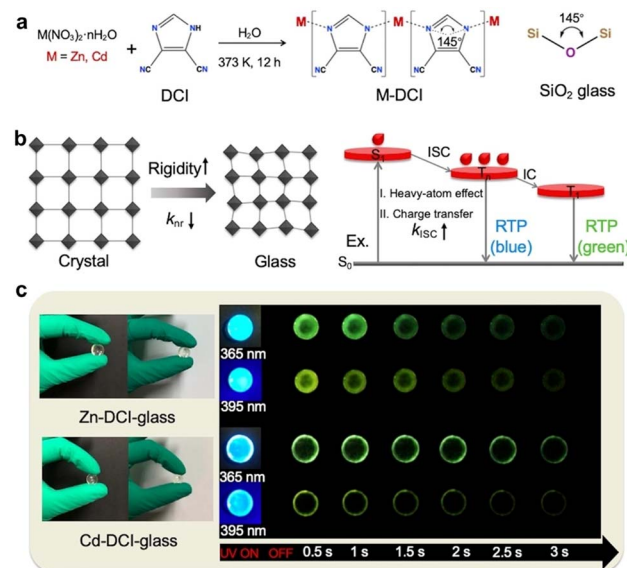 a
M(NO₃)₂·nH₂O
M = Zn, Cd
+
N
NH
NC
CN
DCI
H₂O
373 K, 12 h
M
N
N
M
N
N
M
145°
NC
CN
NC
CN
M-DCI
145°
Si
Si
O
SiO₂ glass
b
Rigidity↑
knr ↓
Crystal
Glass
S₁
ISC
Tn
IC
T₁
I. Heavy-atom effect
II. Charge transfer
kISC ↑
Ex.
RTP
(blue)
RTP
(green)
S₀
c
365 nm
395 nm
Zn-DCI-glass
365 nm
395 nm
Cd-DCI-glass
UV ON OFF 0.5 s 1 s 1.5 s 2 s 2.5 s 3 s